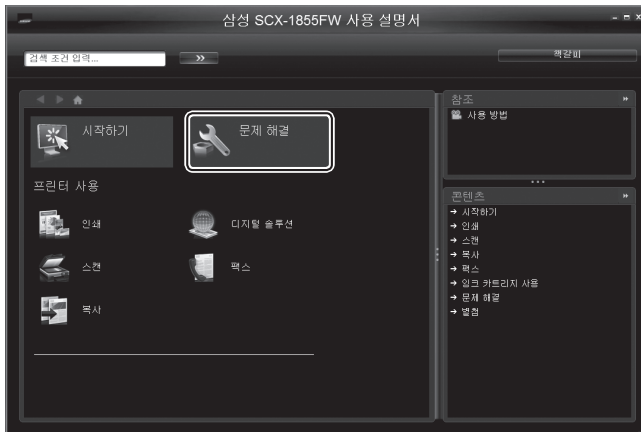 삼성 SCX-1855FW 사용 설명서
검색 조건 입력...
책갈피
시작하기
문제 해결
프린터 사용
인쇄
디지털 솔루션
스캔
팩스
복사
참조
사용 방법
콘텐츠
시작하기
인쇄
스캔
복사
팩스
잉크 카트리지 사용
문제 해결
별첨